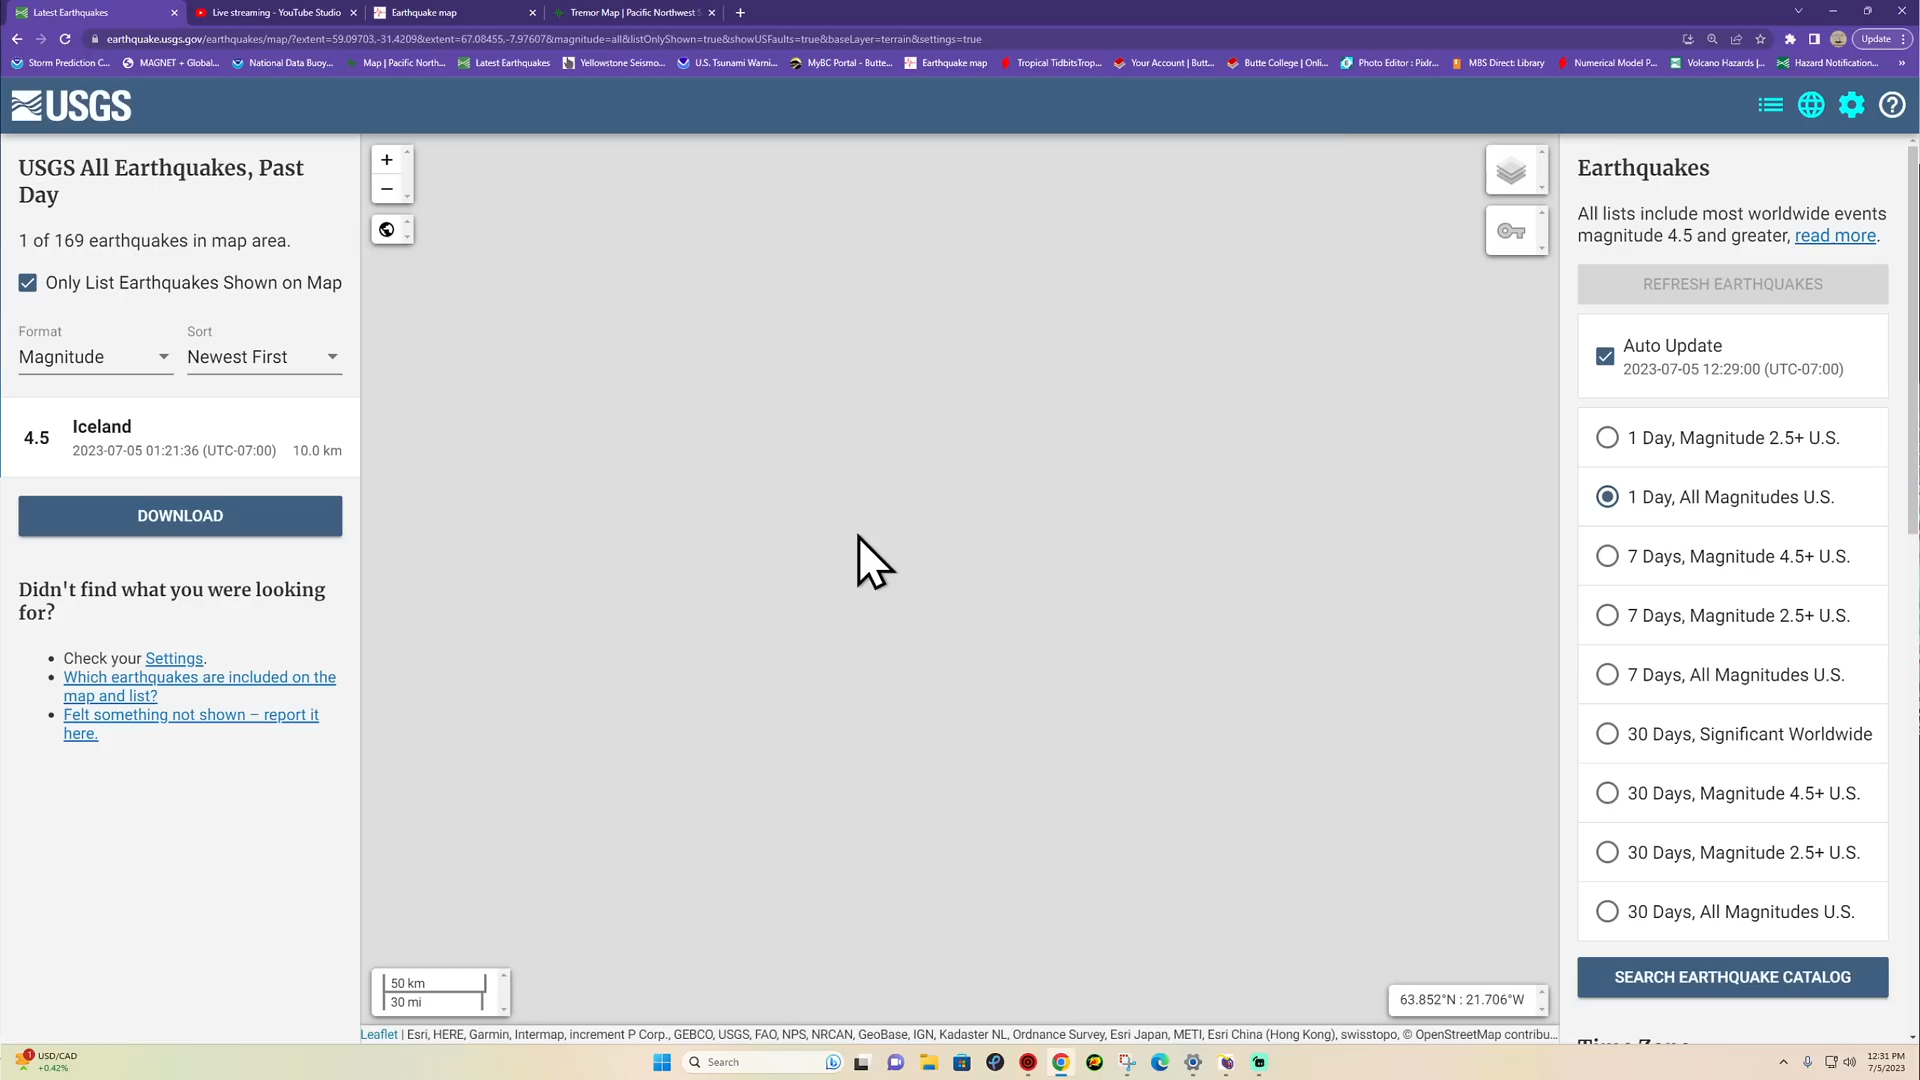 Latest Earthquakes
Live streaming - YouTube Studio
Earthquake map
Tremor Map | Pacific Northwest S
earthquake.usgs.gov/earthquakes/map/?extent=59.09703,-31.4209&extent=67.08455,-7.97607&magnitude=all&listOnlyShown=true&showUSFaults=true&baseLayer=terrain&settings=true
Update
Storm Prediction C...
MAGNET + Global...
National Data Buoy...
Map | Pacific North...
Latest Earthquakes
Yellowstone Seismo...
U.S. Tsunami Warni...
MyBC Portal - Butte...
Earthquake map
Tropical TidbitsTrop...
Your Account | Butt...
Butte College | Onli...
Photo Editor : Pixlr...
MBS Direct Library
Numerical Model P...
Volcano Hazards |...
Hazard Notification...
USGS
USGS All Earthquakes, Past
Day
1 of 169 earthquakes in map area.
Only List Earthquakes Shown on Map
Format
Sort
Magnitude
Newest First
4.5
Iceland
2023-07-05 01:21:36 (UTC-07:00)
10.0 km
DOWNLOAD
Didn't find what you were looking
for?
Check your Settings.
Which earthquakes are included on the
map and list?
Felt something not shown – report it
here.
+
−
50 km
30 mi
63.852°N : 21.706°W
Leaflet | Esri, HERE, Garmin, Intermap, increment P Corp., GEBCO, USGS, FAO, NPS, NRCAN, GeoBase, IGN, Kadaster NL, Ordnance Survey, Esri Japan, METI, Esri China (Hong Kong), swisstopo, © OpenStreetMap contribu...
Earthquakes
All lists include most worldwide events
magnitude 4.5 and greater, read more.
REFRESH EARTHQUAKES
Auto Update
2023-07-05 12:29:00 (UTC-07:00)
1 Day, Magnitude 2.5+ U.S.
1 Day, All Magnitudes U.S.
7 Days, Magnitude 4.5+ U.S.
7 Days, Magnitude 2.5+ U.S.
7 Days, All Magnitudes U.S.
30 Days, Significant Worldwide
30 Days, Magnitude 4.5+ U.S.
30 Days, Magnitude 2.5+ U.S.
30 Days, All Magnitudes U.S.
SEARCH EARTHQUAKE CATALOG
Time Zone
1
USD/CAD
+0.42%
Search
12:31 PM
7/5/2023